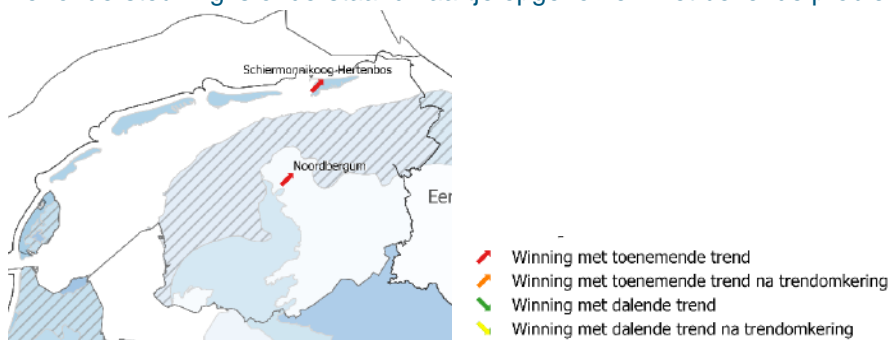 Schiermonnikoog-Hertenbos
Noordbergum
Eer
Winning met toenemende trend
Winning met toenemende trend na trendomkering
Winning met dalende trend
Winning met dalende trend na trendomkering